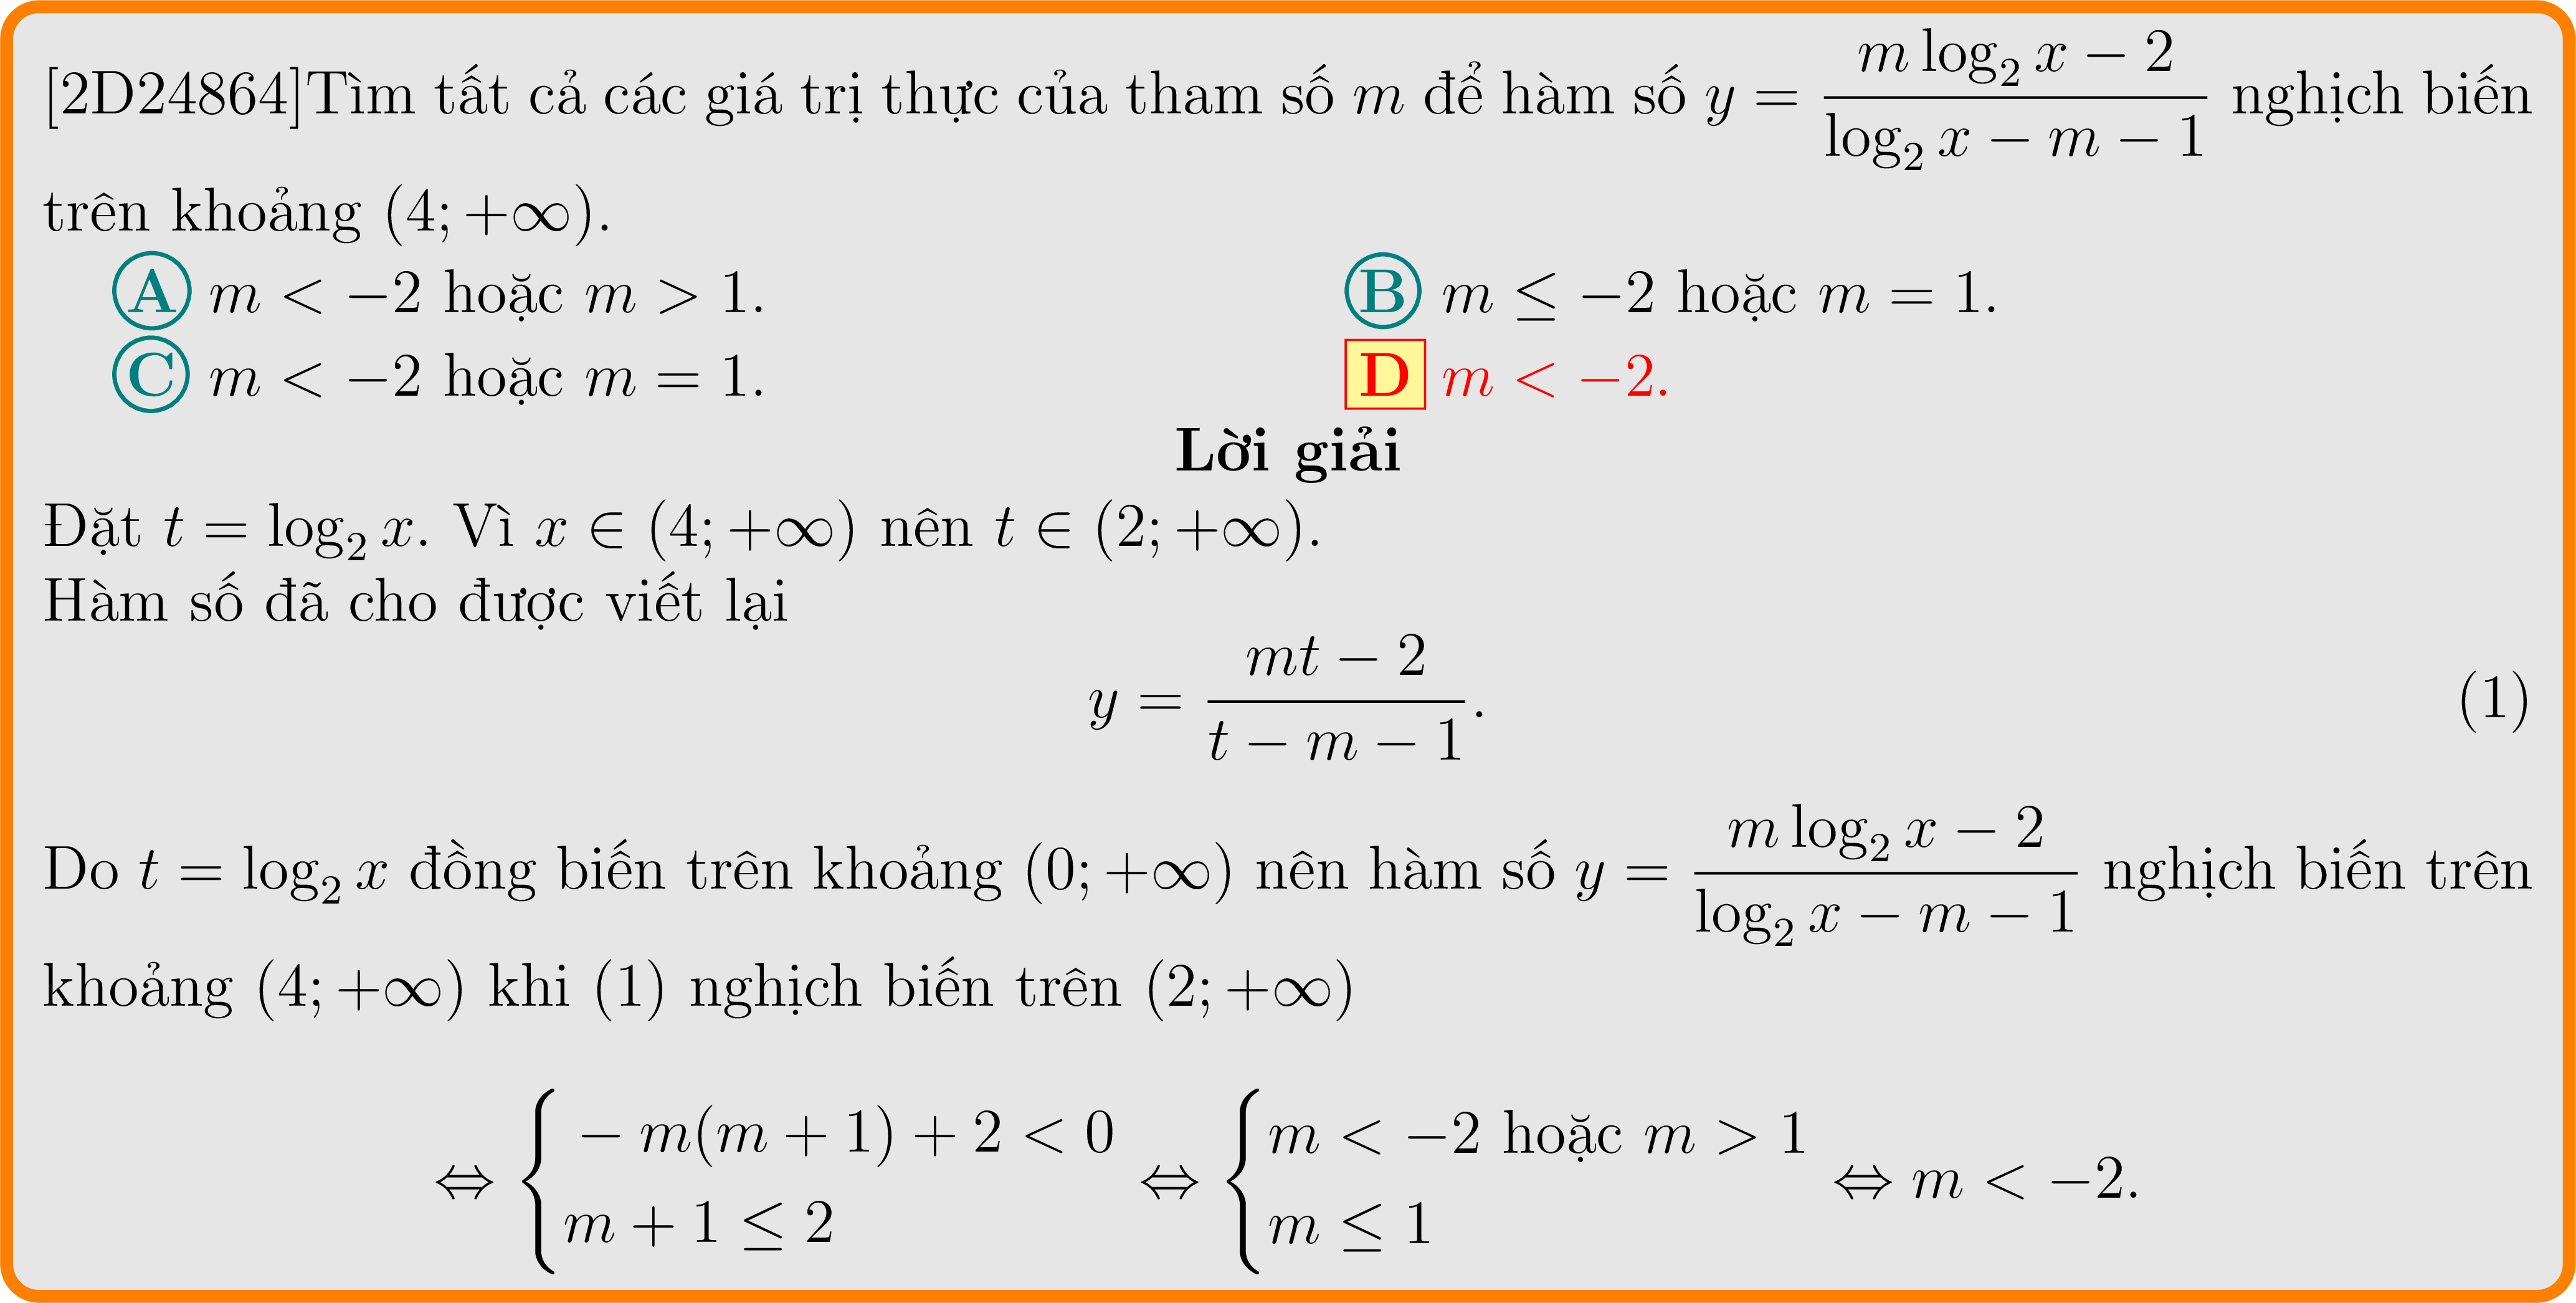 [2D24864]Tìm tất cả các giá trị thực của tham số $m$ để hàm số $y = \dfrac{m \log_2 x - 2}{\log_2 x - m - 1}$ nghịch biến
trên khoảng $(4; +\infty)$.
A $m < -2$ hoặc $m > 1$. B $m \leq -2$ hoặc $m = 1$.
C $m < -2$ hoặc $m = 1$. D $m < -2$.
Lời giải
Đặt $t = \log_2 x$. Vì $x \in (4; +\infty)$ nên $t \in (2; +\infty)$.
Hàm số đã cho được viết lại
$y = \dfrac{mt - 2}{t - m - 1}.$ (1)
Do $t = \log_2 x$ đồng biến trên khoảng $(0; +\infty)$ nên hàm số $y = \dfrac{m \log_2 x - 2}{\log_2 x - m - 1}$ nghịch biến trên
khoảng $(4; +\infty)$ khi (1) nghịch biến trên $(2; +\infty)$
$\Leftrightarrow \begin{cases} -m(m + 1) + 2 < 0 \\ m + 1 \leq 2 \end{cases} \Leftrightarrow \begin{cases} m < -2 \text{ hoặc } m > 1 \\ m \leq 1 \end{cases} \Leftrightarrow m < -2.$